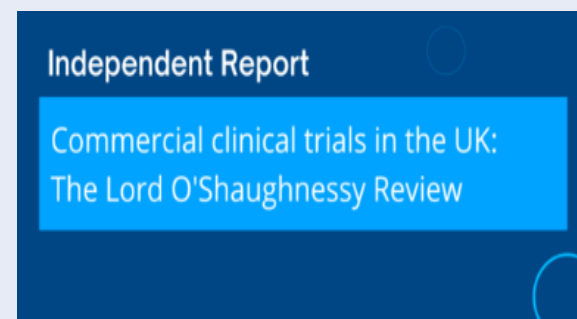 Independent Report
Commercial clinical trials in the UK:
The Lord O'Shaughnessy Review